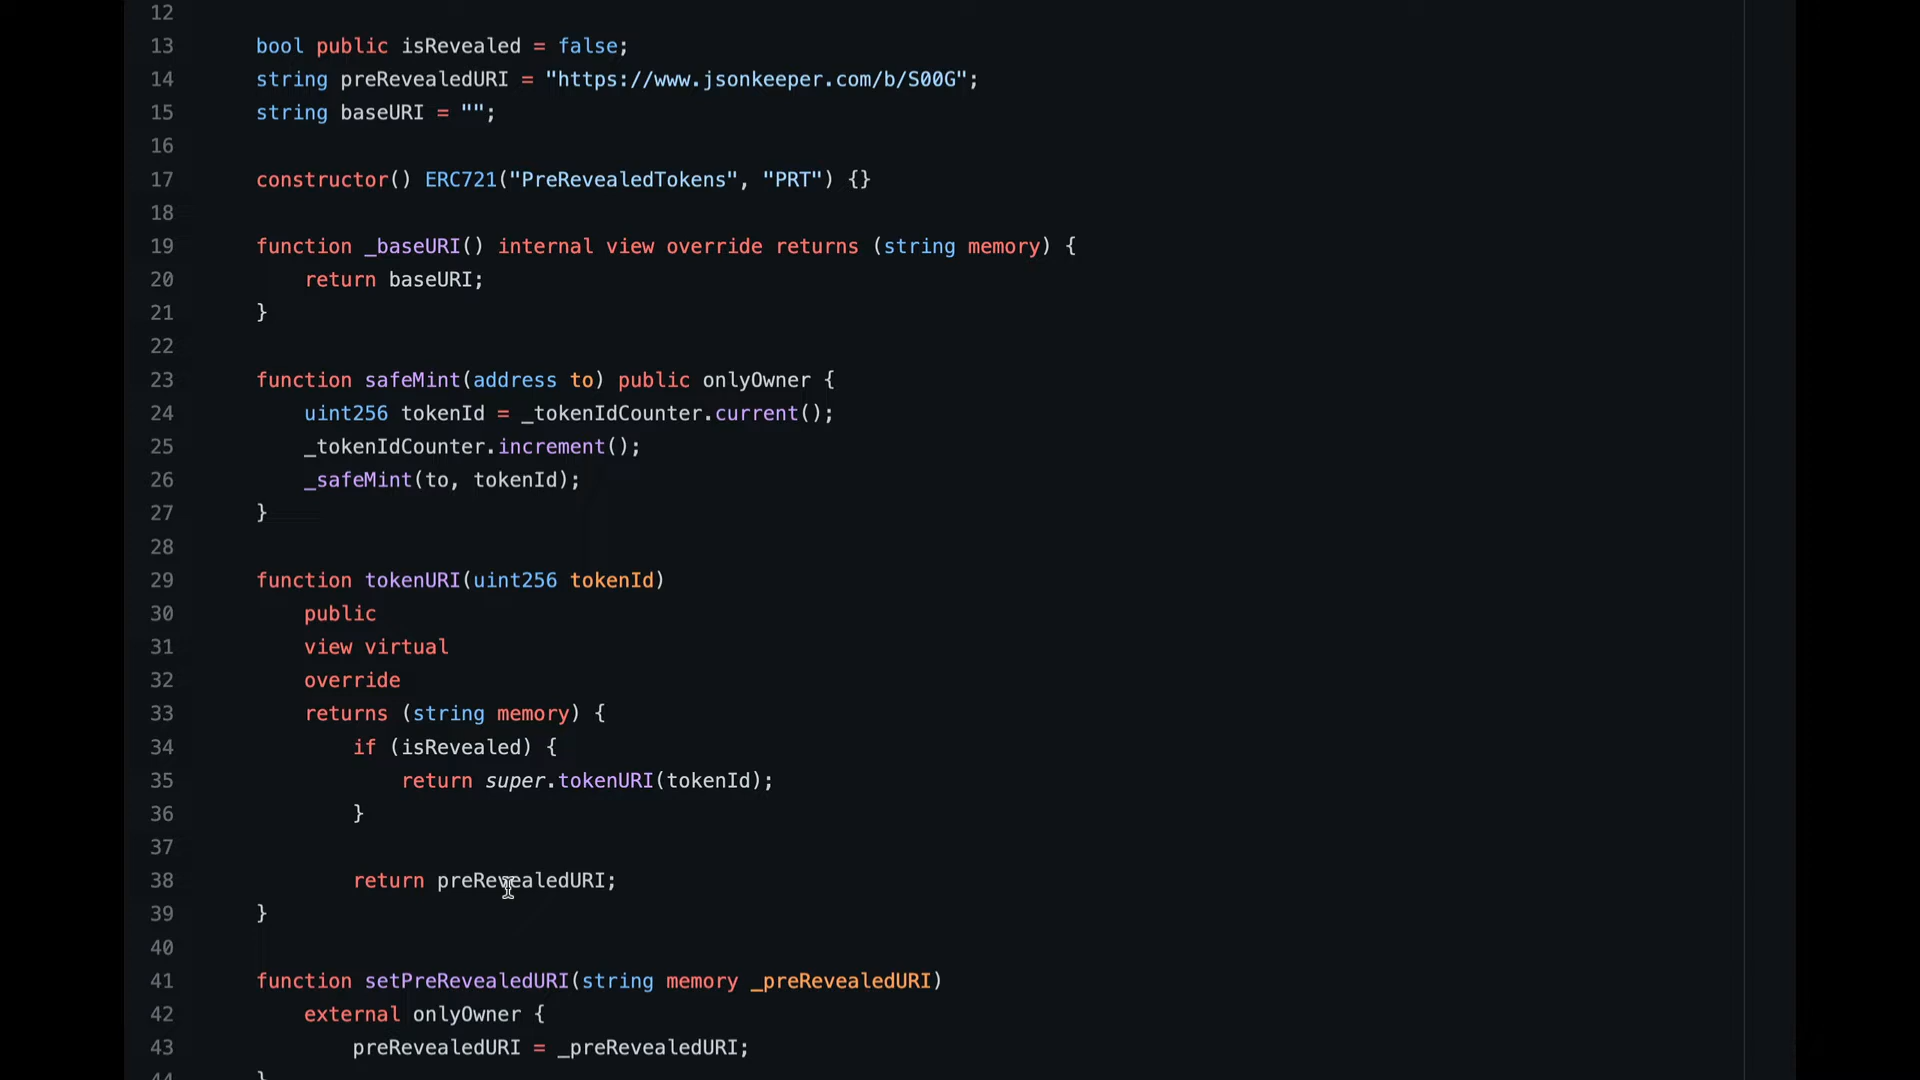 12
13 bool public isRevealed = false;
14 string preRevealedURI = "https://www.jsonkeeper.com/b/S00G";
15 string baseURI = "";
16
17 constructor() ERC721("PreRevealedTokens", "PRT") {}
18
19 function _baseURI() internal view override returns (string memory) {
20 return baseURI;
21 }
22
23 function safeMint(address to) public onlyOwner {
24 uint256 tokenId = _tokenIdCounter.current();
25 _tokenIdCounter.increment();
26 _safeMint(to, tokenId);
27 }
28
29 function tokenURI(uint256 tokenId)
30 public
31 view virtual
32 override
33 returns (string memory) {
34 if (isRevealed) {
35 return super.tokenURI(tokenId);
36 }
37
38 return preRevealedURI;
39 }
40
41 function setPreRevealedURI(string memory _preRevealedURI)
42 external onlyOwner {
43 preRevealedURI = _preRevealedURI;
44 }